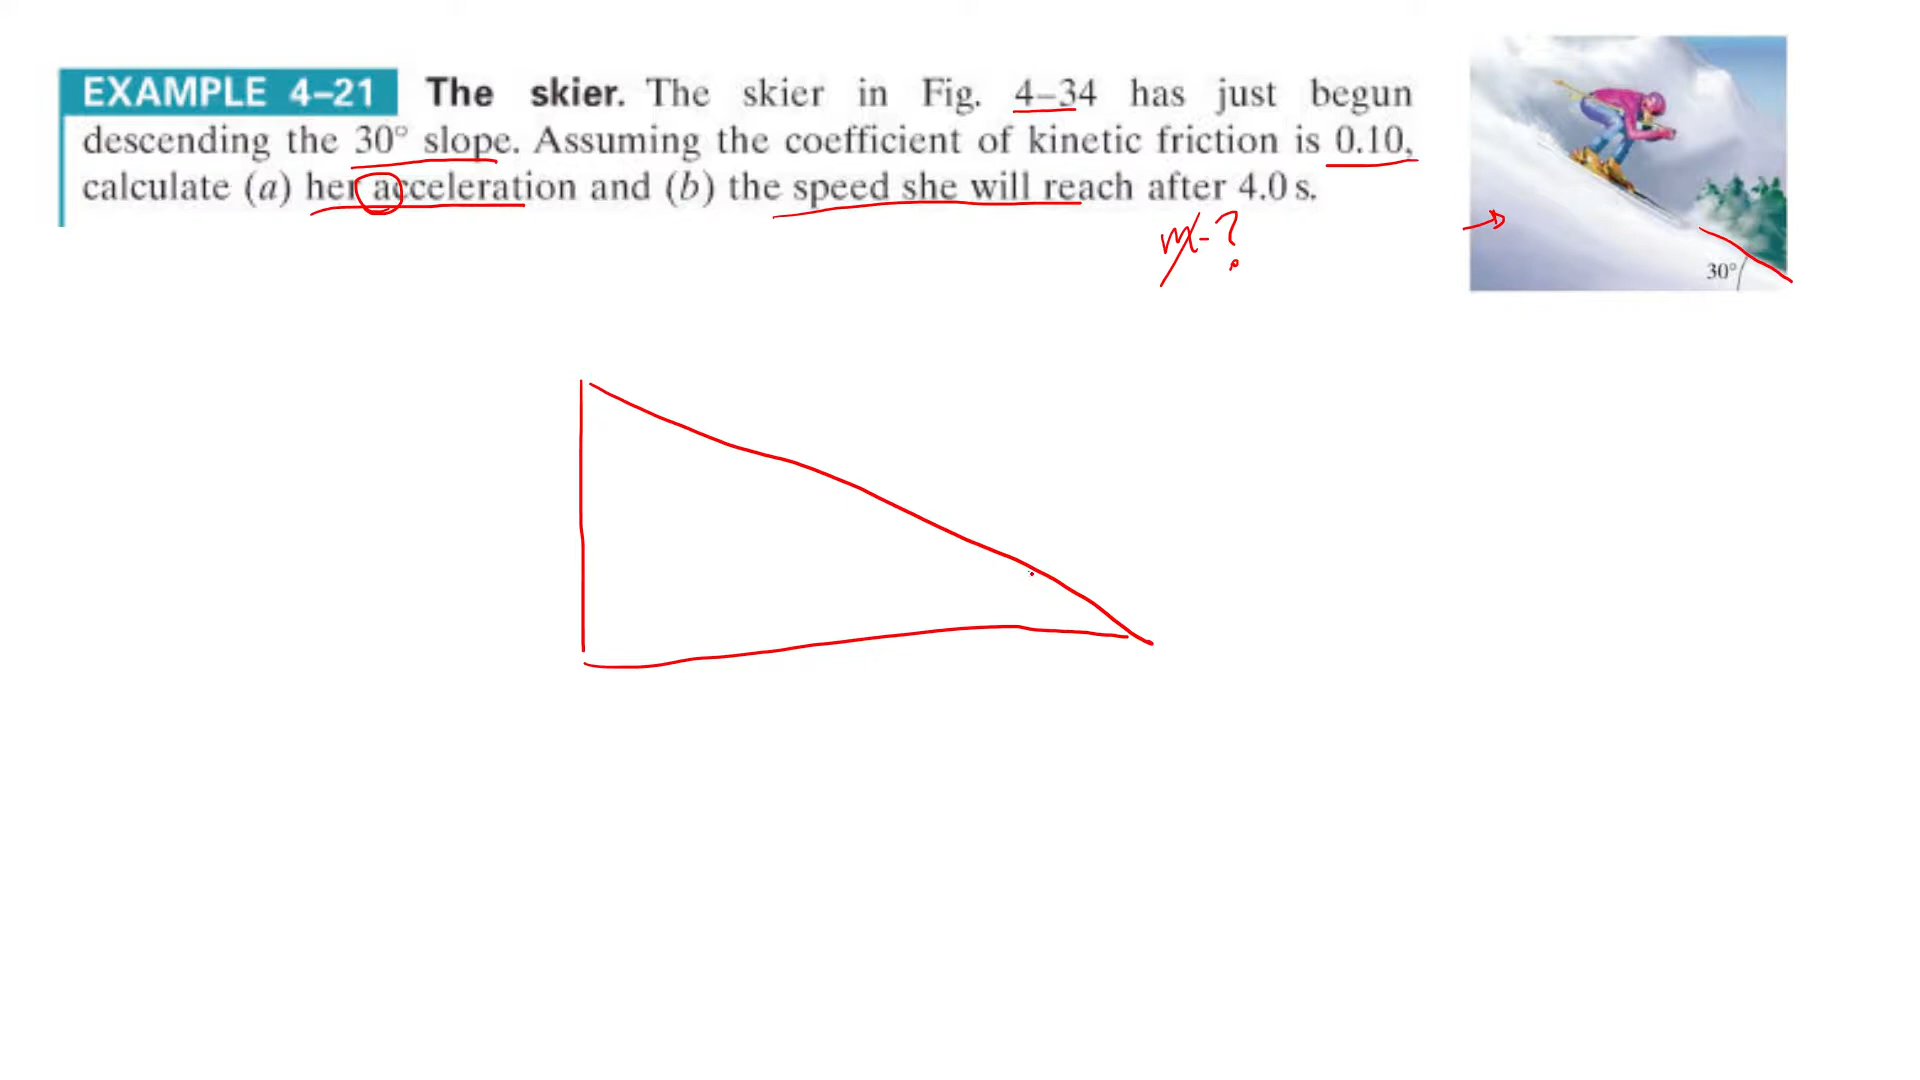 EXAMPLE 4–21 The skier. The skier in Fig. 4–34 has just begun
descending the 30° slope. Assuming the coefficient of kinetic friction is 0.10,
calculate (a) her acceleration and (b) the speed she will reach after 4.0 s.
m-?
30°